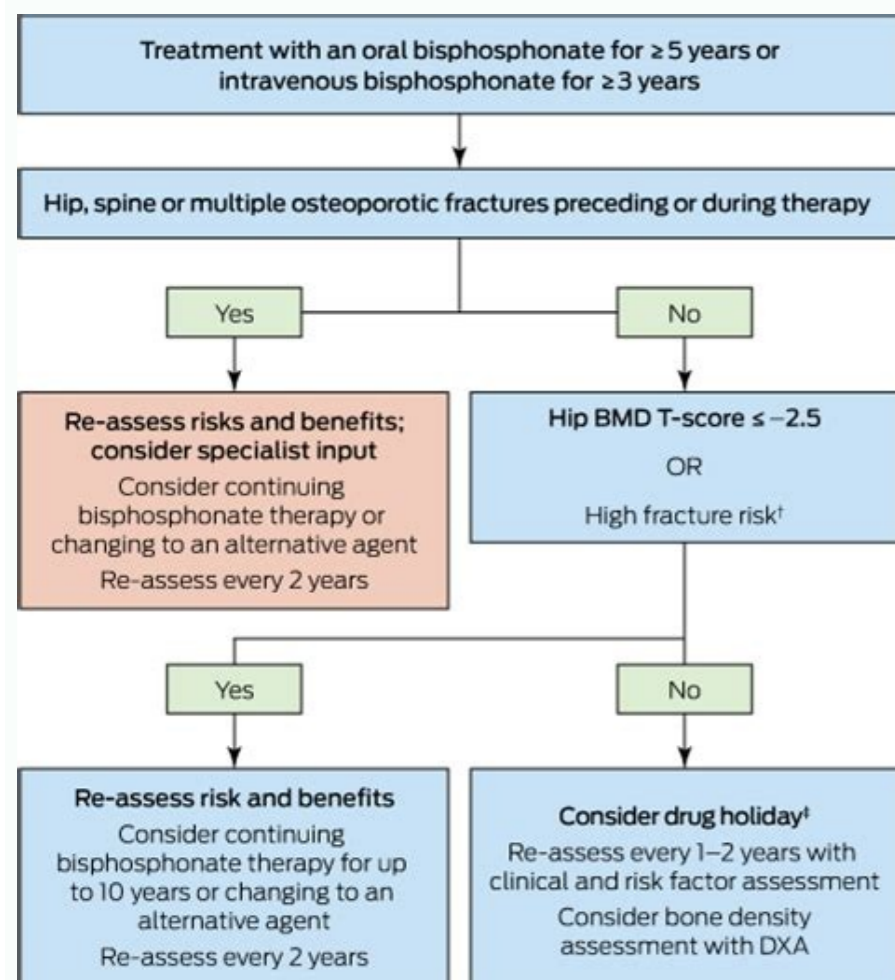 Treatment with an oral bisphosphonate for ≥5 years or
intravenous bisphosphonate for ≥3 years
Hip, spine or multiple osteoporotic fractures preceding or during therapy
Yes
No
Re-assess risks and benefits;
consider specialist input
Consider continuing
bisphosphonate therapy or
changing to an alternative agent
Re-assess every 2 years
Hip BMD T-score ≤ −2.5
OR
High fracture risk†
Yes
No
Re-assess risk and benefits
Consider continuing
bisphosphonate therapy for up
to 10 years or changing to an
alternative agent
Re-assess every 2 years
Consider drug holiday‡
Re-assess every 1–2 years with
clinical and risk factor assessment
Consider bone density
assessment with DXA